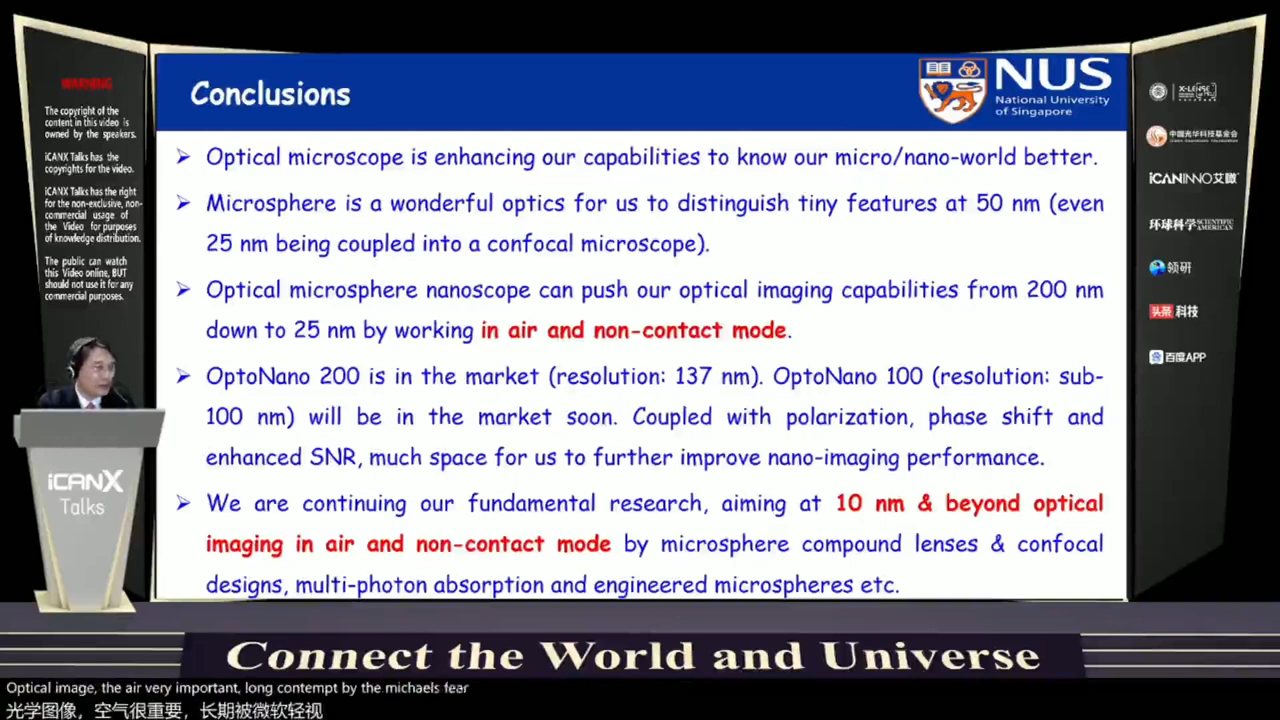 WARNING
The copyright of the
content in this video is
owned by the speakers.
iCANX Talks has the
copyrights for the video.
iCANX Talks has the right
for the non-exclusive, non-
commercial usage of
the Video for purposes
of knowledge distribution.
The public can watch
this Video online, BUT
should not use it for any
commercial purposes.
iCANX
Talks
Conclusions
NUS
National University
of Singapore
➢ Optical microscope is enhancing our capabilities to know our micro/nano-world better.
➢ Microsphere is a wonderful optics for us to distinguish tiny features at 50 nm (even
25 nm being coupled into a confocal microscope).
➢ Optical microsphere nanoscope can push our optical imaging capabilities from 200 nm
down to 25 nm by working in air and non-contact mode.
➢ OptoNano 200 is in the market (resolution: 137 nm). OptoNano 100 (resolution: sub-
100 nm) will be in the market soon. Coupled with polarization, phase shift and
enhanced SNR, much space for us to further improve nano-imaging performance.
➢ We are continuing our fundamental research, aiming at 10 nm & beyond optical
imaging in air and non-contact mode by microsphere compound lenses & confocal
designs, multi-photon absorption and engineered microspheres etc.
X-LENSE
中国光华科技基金会
iCANINNO艾瞰
环球科学 SCIENTIFIC AMERICAN
领研
头条 科技
百度APP
Connect the World and Universe
Optical image, the air very important, long contempt by the michaels fear
光学图像，空气很重要，长期被微软轻视